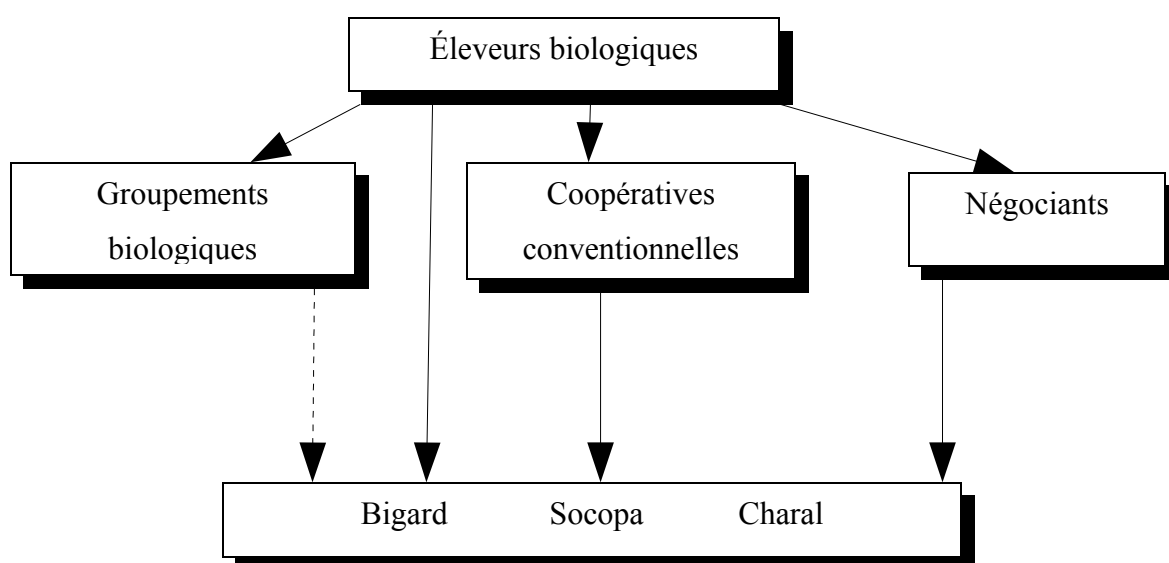 Éleveurs biologiques
Groupements
biologiques
Coopératives
conventionnelles
Négociants
Bigard Socopa Charal